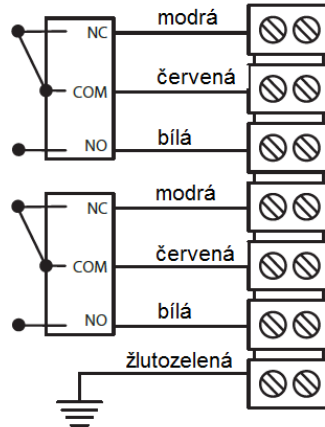 NC modrá
COM červená
NO bílá
NC modrá
COM červená
NO bílá
žlutozelená